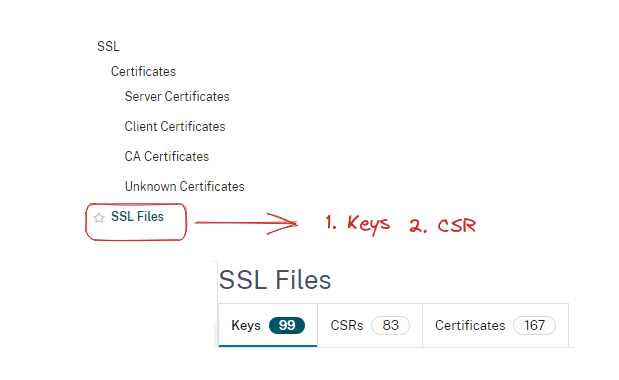 SSL
Certificates
Server Certificates
Client Certificates
CA Certificates
Unknown Certificates
SSL Files
1. Keys 2. CSR
SSL Files
Keys 99 CSRs 83 Certificates 167